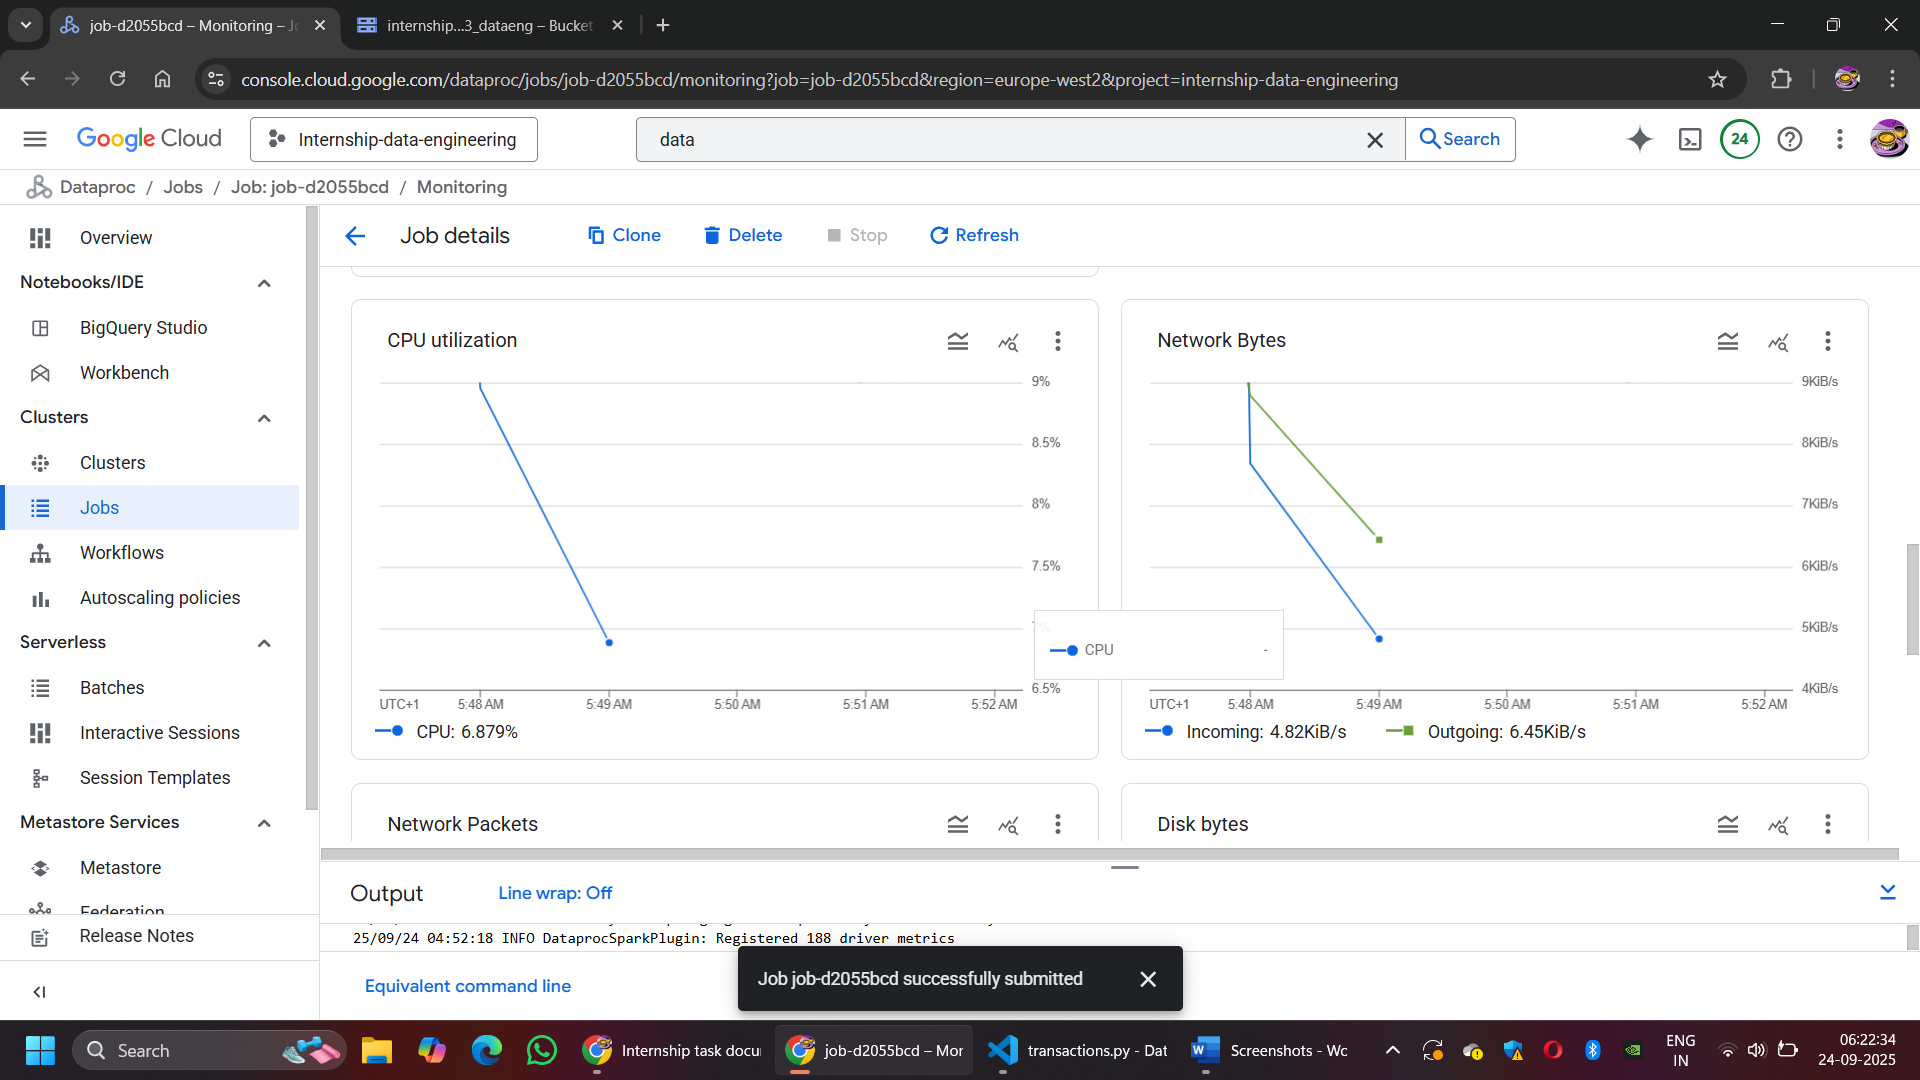 job-d2055bcd – Monitoring – Jo
internship...3_dataeng – Bucket
console.cloud.google.com/dataproc/jobs/job-d2055bcd/monitoring?job=job-d2055bcd&region=europe-west2&project=internship-data-engineering
Google Cloud
Internship-data-engineering
data
Search
24
Dataproc / Jobs / Job: job-d2055bcd / Monitoring
Overview
Notebooks/IDE
BigQuery Studio
Workbench
Clusters
Clusters
Jobs
Workflows
Autoscaling policies
Serverless
Batches
Interactive Sessions
Session Templates
Metastore Services
Metastore
Federation
Release Notes
Job details
Clone
Delete
Stop
Refresh
CPU utilization
9%
8.5%
8%
7.5%
7%
6.5%
UTC+1 5:48 AM 5:49 AM 5:50 AM 5:51 AM 5:52 AM
CPU: 6.879%
CPU -
Network Bytes
9KiB/s
8KiB/s
7KiB/s
6KiB/s
5KiB/s
4KiB/s
UTC+1 5:48 AM 5:49 AM 5:50 AM 5:51 AM 5:52 AM
Incoming: 4.82KiB/s Outgoing: 6.45KiB/s
Network Packets
Disk bytes
Output
Line wrap: Off
25/09/24 04:52:18 INFO DataprocSparkPlugin: Registered 188 driver metrics
Equivalent command line
Job job-d2055bcd successfully submitted
Search
Internship task docu
job-d2055bcd – Mor
transactions.py - Dat
Screenshots - Wc
ENG
IN
06:22:34
24-09-2025